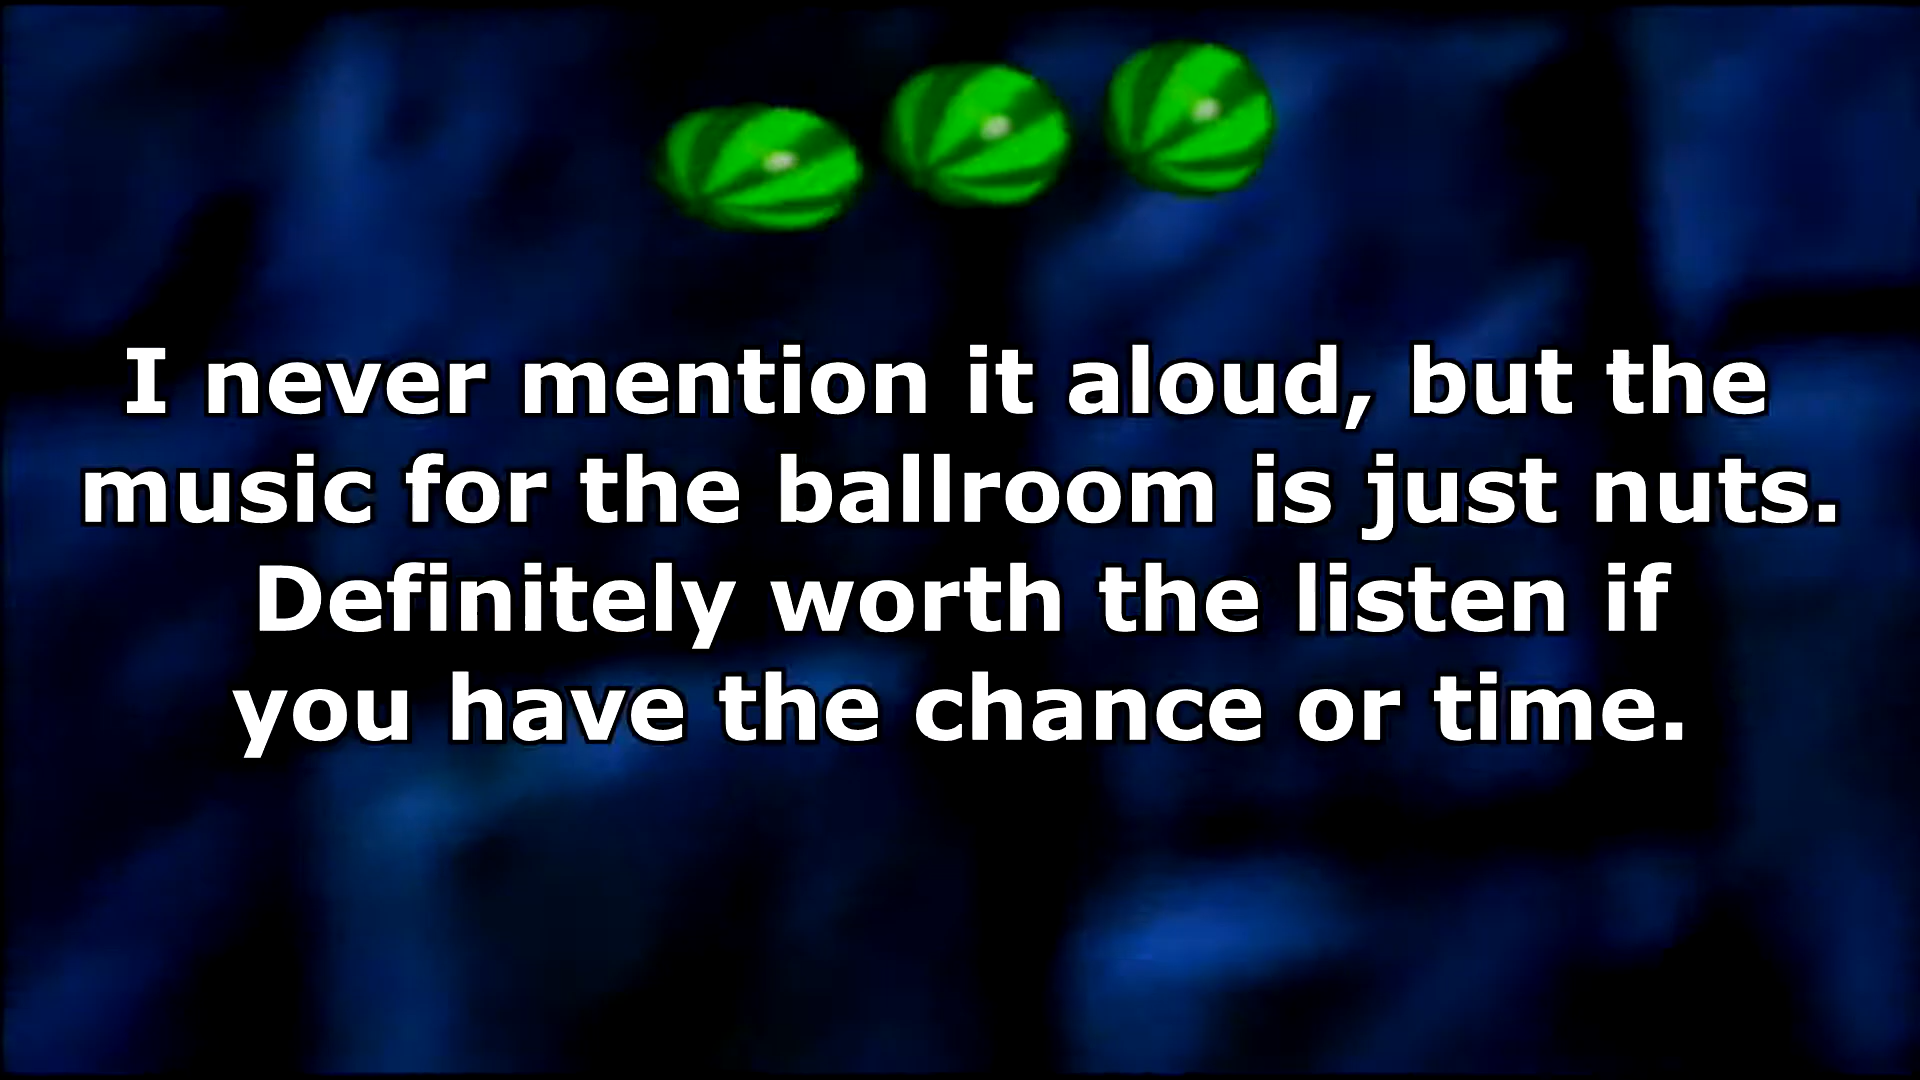 I never mention it aloud, but the
music for the ballroom is just nuts.
Definitely worth the listen if
you have the chance or time.